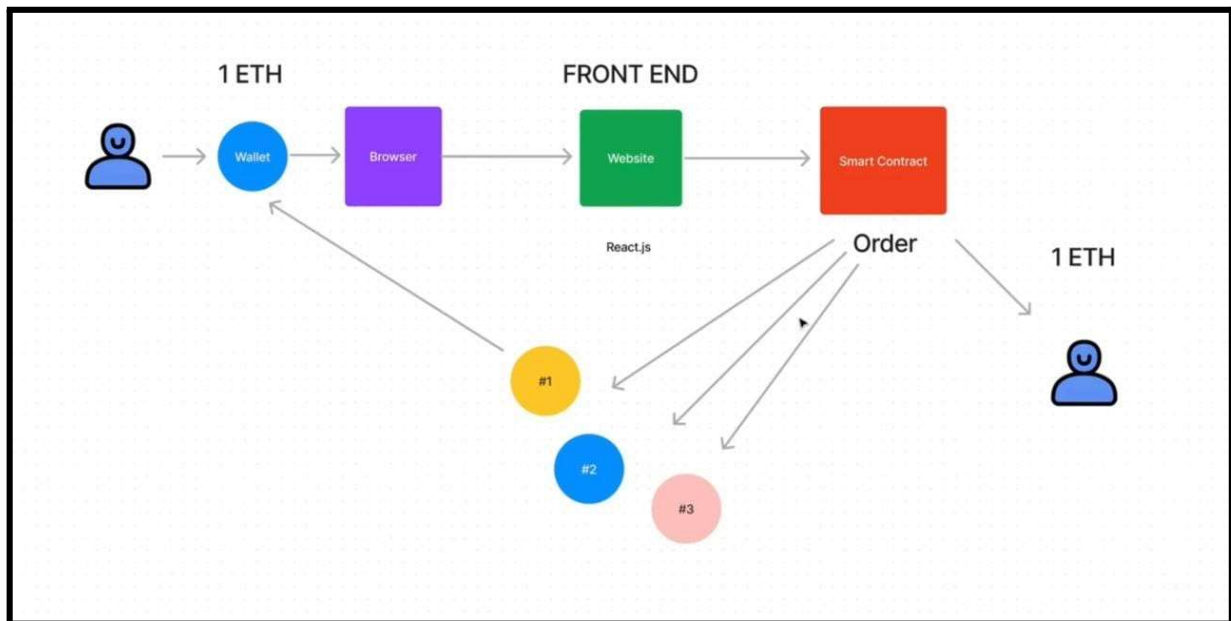 1 ETH
FRONT END
Wallet
Browser
Website
Smart Contract
React.js
Order
1 ETH
#1
#2
#3